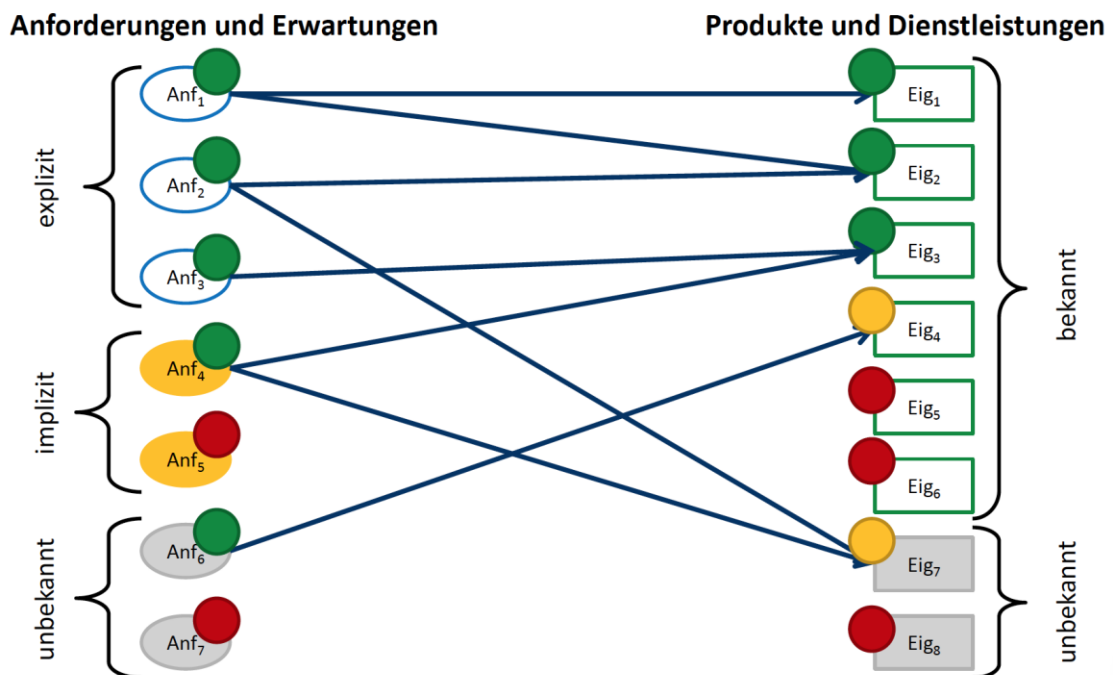 Anforderungen und Erwartungen
explizit
Anf₁
Anf₂
Anf₃
implizit
Anf₄
Anf₅
unbekannt
Anf₆
Anf₇
Produkte und Dienstleistungen
Eig₁
Eig₂
Eig₃
Eig₄
Eig₅
Eig₆
bekannt
Eig₇
Eig₈
unbekannt